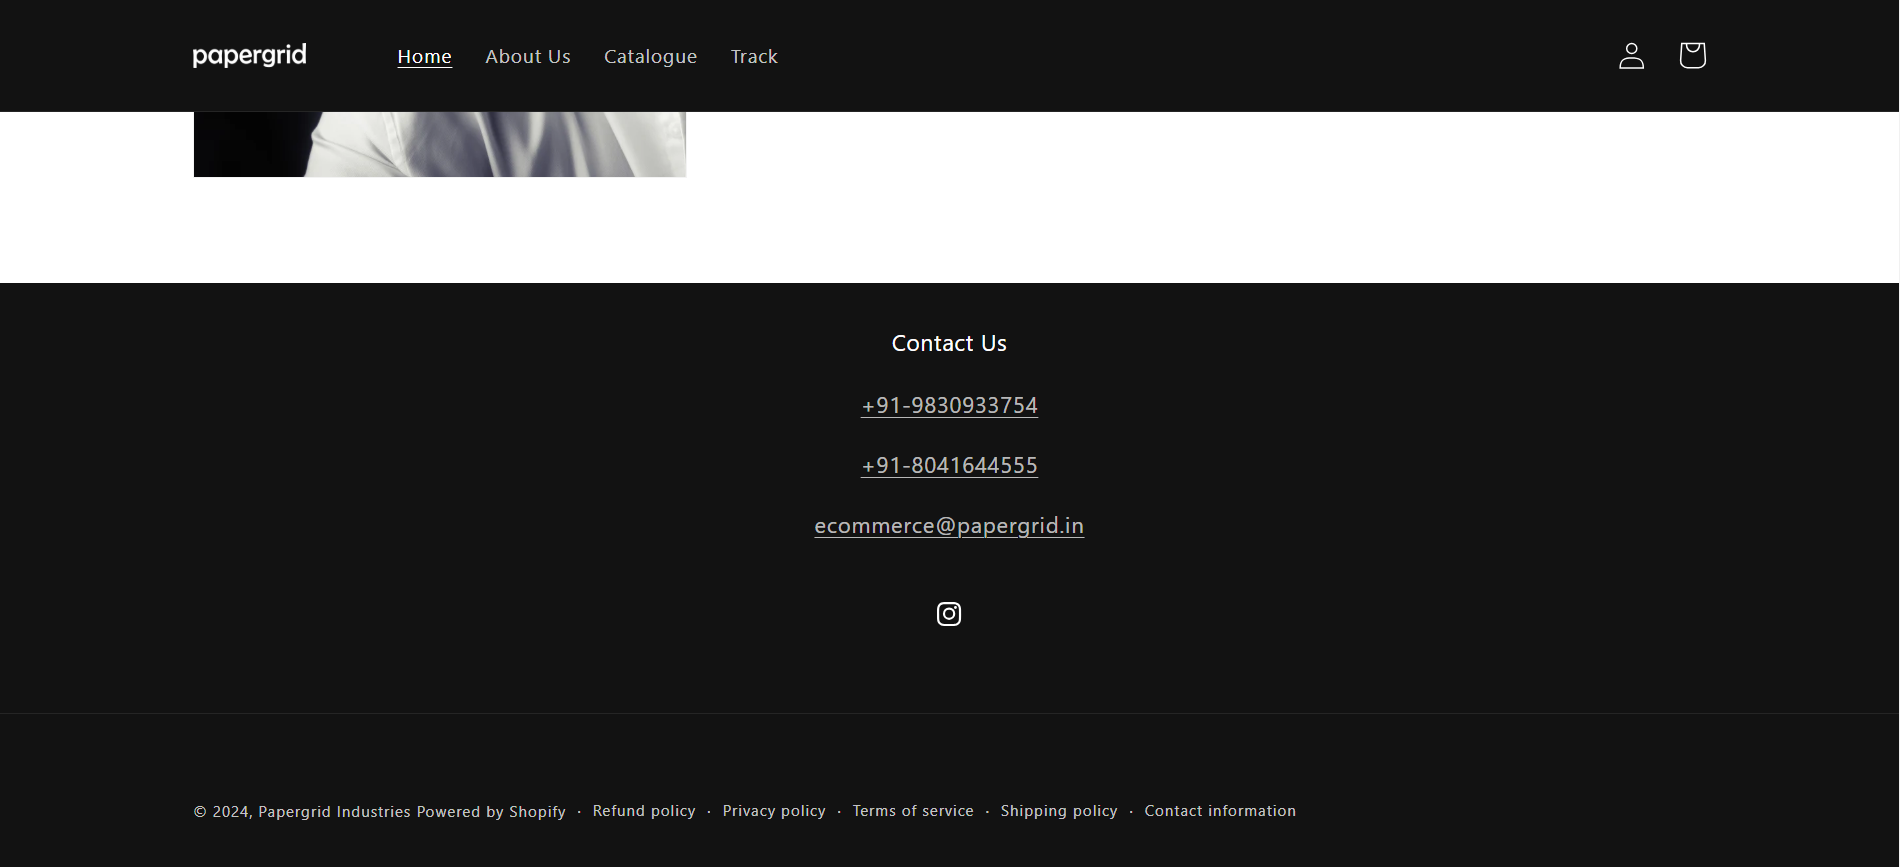 papergrid Home About Us Catalogue Track
Contact Us
+91-9830933754
+91-8041644555
ecommerce@papergrid.in
© 2024, Papergrid Industries Powered by Shopify · Refund policy · Privacy policy · Terms of service · Shipping policy · Contact information